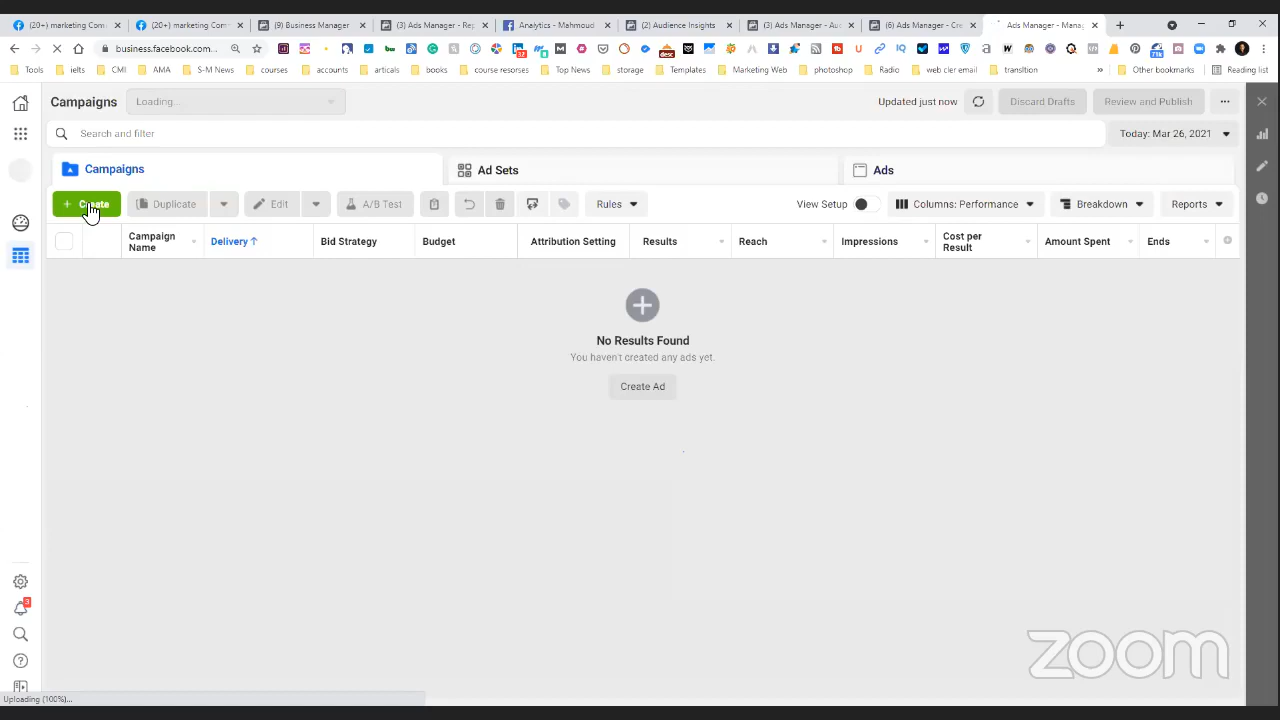 (20+) marketing Com
(20+) marketing Com
(9) Business Manager
(3) Ads Manager - Re
Analytics - Mahmoud
(2) Audience Insights
(3) Ads Manager - Au
(6) Ads Manager - Cre
Ads Manager - Mana
business.facebook.com...
Tools
ielts
CMI
AMA
S-M New
courses
accounts
articals
books
course resorses
Top News
storage
Templates
Marketing Web
photoshop
Radio
web cler email
transltion
Other bookmarks
Reading list
Campaigns
Loading...
Updated just now
Discard Drafts
Review and Publish
Search and filter
Today: Mar 26, 2021
Campaigns
Ad Sets
Ads
+ Create
Duplicate
Edit
A/B Test
Rules
View Setup
Columns: Performance
Breakdown
Reports
Campaign
Name
Delivery ↑
Bid Strategy
Budget
Attribution Setting
Results
Reach
Impressions
Cost per
Result
Amount Spent
Ends
No Results Found
You haven't created any ads yet.
Create Ad
zoom
Uploading (100%)...